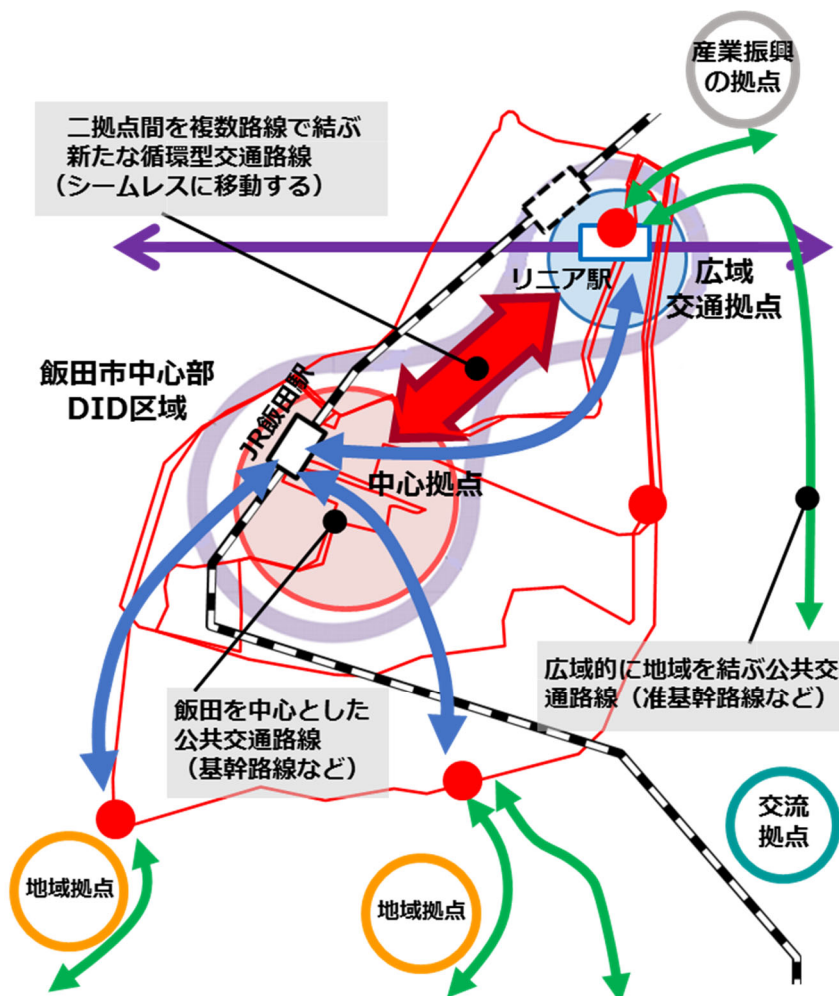 産業振興
の拠点
二拠点間を複数路線で結ぶ
新たな循環型交通路線
（シームレスに移動する）
リニア駅
広域
交通拠点
飯田市中心部
DID区域
JR飯田駅
中心拠点
広域的に地域を結ぶ公共交
通路線（准基幹路線など）
飯田を中心とした
公共交通路線
（基幹路線など）
交流
拠点
地域拠点
地域拠点